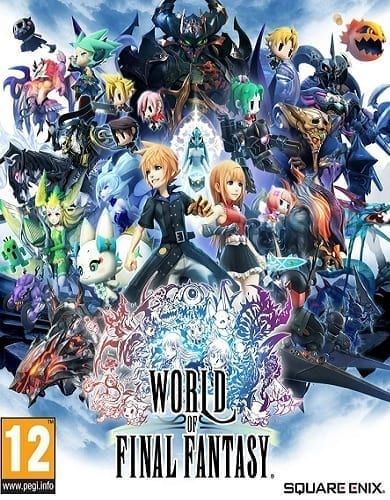 WORLD
OF
FINAL FANTASY®
12
www.pegi.info
SQUARE ENIX.